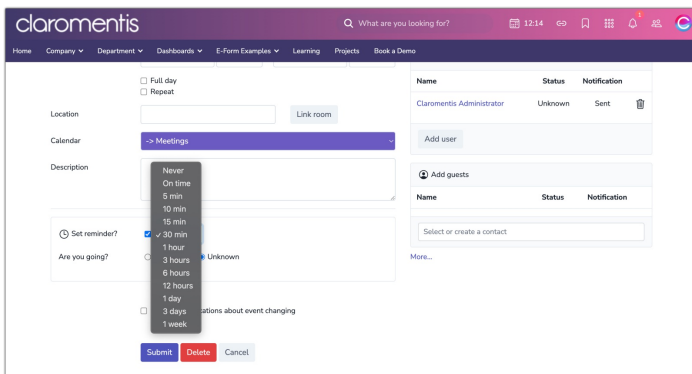 claromentis
What are you looking for?
12:14
1
Home
Company
Department
Dashboards
E-Form Examples
Learning
Projects
Book a Demo
Full day
Repeat
Location
Link room
Calendar
-> Meetings
Description
Never
On time
5 min
10 min
15 min
Set reminder?
✓ 30 min
1 hour
Are you going?
3 hours
Unknown
6 hours
12 hours
1 day
3 days
ations about event changing
1 week
Submit
Delete
Cancel
Name Status Notification
Claromentis Administrator Unknown Sent
Add user
Add guests
Name Status Notification
Select or create a contact
More...